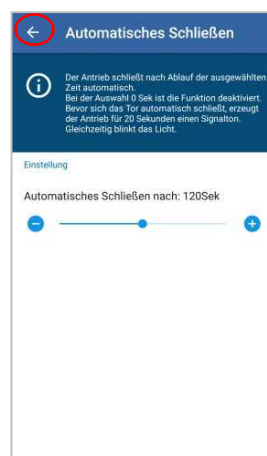 Automatisches Schließen
Der Antrieb schließt nach Ablauf der ausgewählten
Zeit automatisch.
Bei der Auswahl 0 Sek ist die Funktion deaktiviert.
Bevor sich das Tor automatisch schließt, erzeugt
der Antrieb für 20 Sekunden einen Signalton.
Gleichzeitig blinkt das Licht.
Einstellung
Automatisches Schließen nach: 120Sek